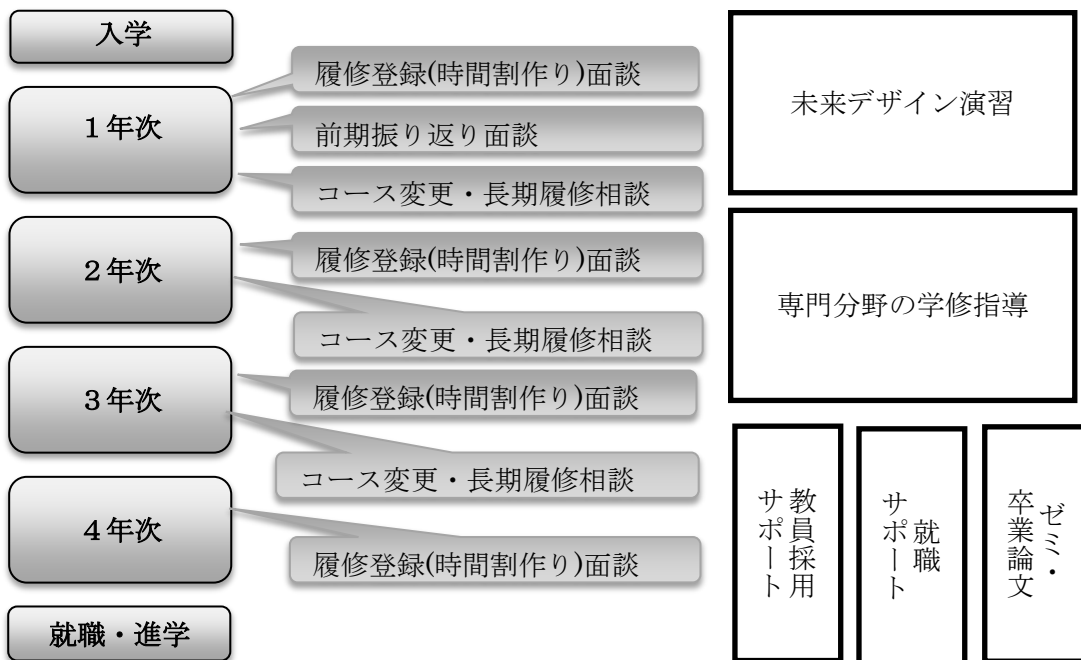 入学
１年次
履修登録(時間割作り)面談
前期振り返り面談
コース変更・長期履修相談
２年次
履修登録(時間割作り)面談
コース変更・長期履修相談
３年次
履修登録(時間割作り)面談
コース変更・長期履修相談
４年次
履修登録(時間割作り)面談
就職・進学
未来デザイン演習
専門分野の学修指導
教員採用
サポート
就職
サポート
ゼミ・
卒業論文